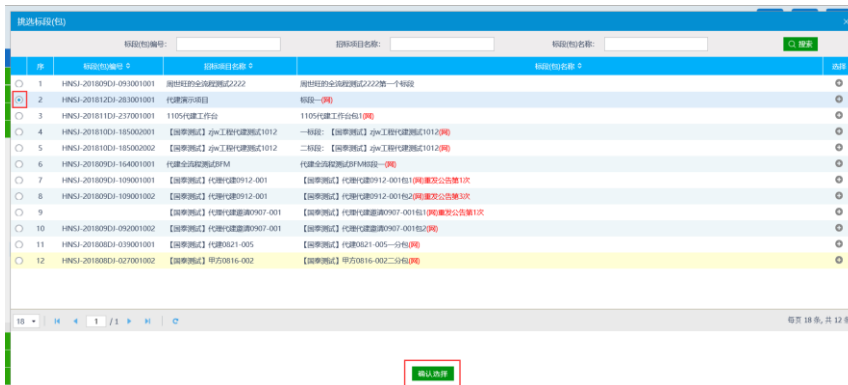 挑选标段(包)
标段(包)编号: 招标项目名称: 标段(包)名称: 搜索
序 标段(包)编号 招标项目名称 标段(包)名称 选择
1 HNSJ-201809DJ-093001001 周世旺的全流程测试2222 周世旺的全流程测试2222第一个标段
2 HNSJ-201812DJ-283001001 代建演示项目 标段一(网)
3 HNSJ-201811DJ-237001001 1105代建工作台 1105代建工作台包1(网)
4 HNSJ-201810DJ-185002001 【国泰测试】zjw工程代建测试1012 一标段：【国泰测试】zjw工程代建测试1012(网)
5 HNSJ-201810DJ-185002002 【国泰测试】zjw工程代建测试1012 二标段：【国泰测试】zjw工程代建测试1012(网)
6 HNSJ-201809DJ-164001001 代建全流程测试BFM 代建全流程测试BFM标段一(网)
7 HNSJ-201809DJ-109001001 【国泰测试】代理代建0912-001 【国泰测试】代理代建0912-001包1(网)重发公告第1次
8 HNSJ-201809DJ-109001002 【国泰测试】代理代建0912-001 【国泰测试】代理代建0912-001包2(网)重发公告第3次
9 【国泰测试】代理代建邀请0907-001 【国泰测试】代理代建邀请0907-001包1(网)重发公告第1次
10 HNSJ-201809DJ-092001002 【国泰测试】代理代建邀请0907-001 【国泰测试】代理代建邀请0907-001包2(网)
11 HNSJ-201808DJ-039001001 【国泰测试】代建0821-005 【国泰测试】代建0821-005一分包(网)
12 HNSJ-201808DJ-027001002 【国泰测试】甲方0816-002 【国泰测试】甲方0816-002二分包(网)
18 1 /1 每页 18 条, 共 12 条
确认选择